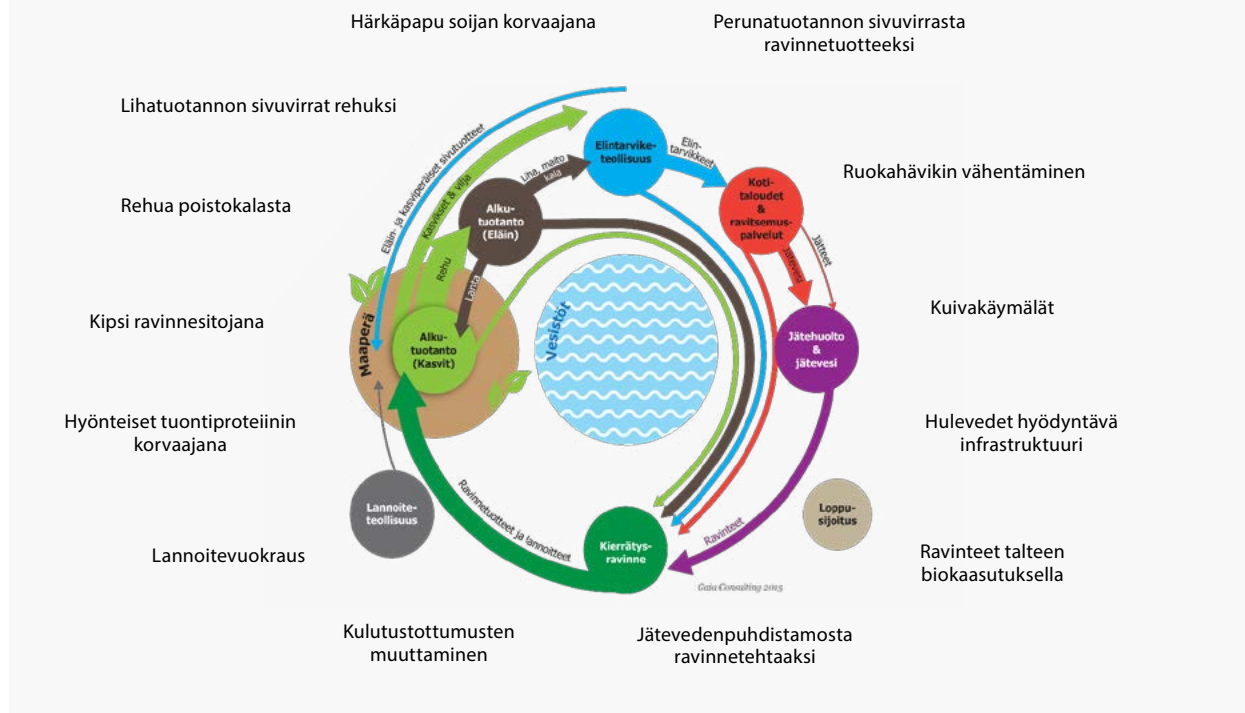 Härkäpapu soijan korvaajana
Perunatuotannon sivuvirrasta
ravinnetuotteeksi
Lihatuotannon sivuvirrat rehuksi
Ruokahävikin vähentäminen
Rehua poistokalasta
Kipsi ravinnesitojana
Kuivakäymälät
Hyönteiset tuontiproteiinin
korvaajana
Hulevedet hyödyntävä
infrastruktuuri
Lannoitevuokraus
Ravinteet talteen
biokaasutuksella
Kulutustottumusten
muuttaminen
Jätevedenpuhdistamosta
ravinnetehtaaksi
Eläin- ja kasviperäiset sivutuotteet
Kasvikset & vilja
Rehu
Lanta
Liha, maito
kala
Elintarvike-
teollisuus
Elin-
tarvikkeet
Koti-
taloudet
&
ravitsemus-
palvelut
Jätteet
Jätevesi
Alku-
tuotanto
(Eläin)
Maaperä
Alku-
tuotanto
(Kasvit)
Vesistöt
Jätehuolto
&
jätevesi
Lannoite-
teollisuus
Ravinnetuotteet ja lannoitteet
Kierrätys-
ravinne
Ravinteet
Loppu-
sijoitus
Gaia Consulting 2015